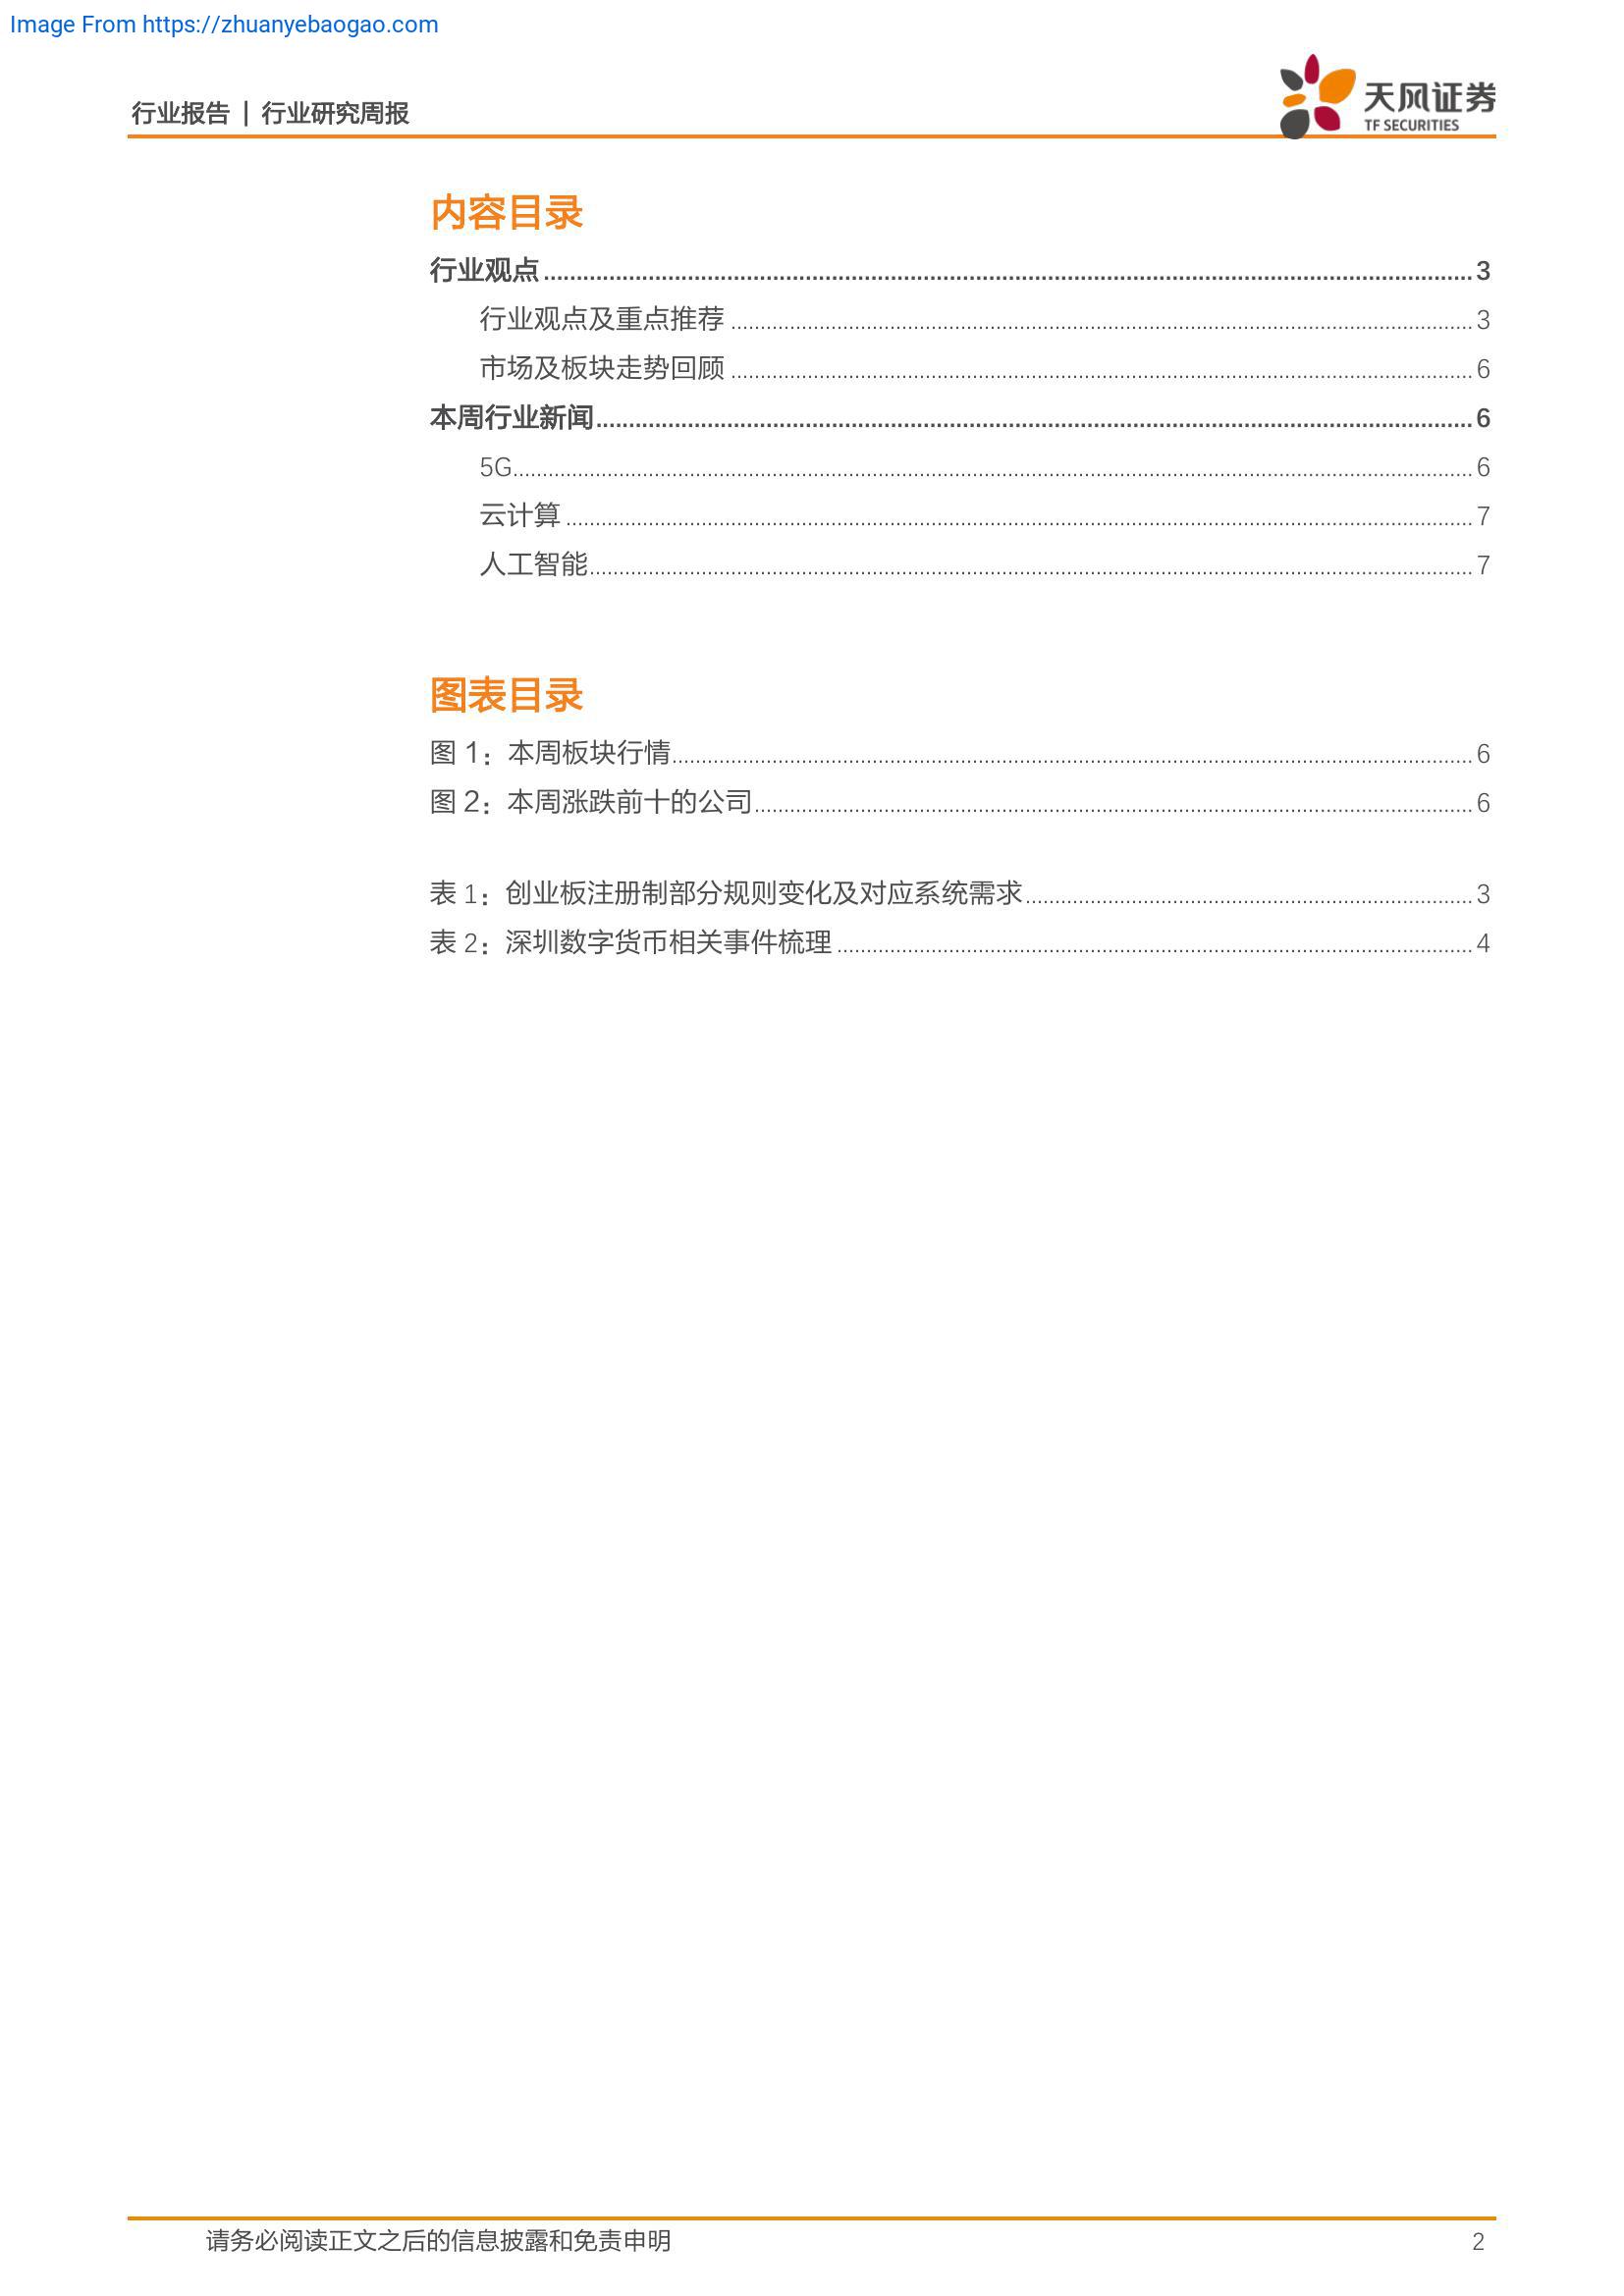 Image From https://zhuanyebaogao.com
行业报告 | 行业研究周报
天风证券
TF SECURITIES
内容目录
行业观点 3
行业观点及重点推荐 3
市场及板块走势回顾 6
本周行业新闻 6
5G 6
云计算 7
人工智能 7
图表目录
图 1：本周板块行情 6
图 2：本周涨跌前十的公司 6
表 1：创业板注册制部分规则变化及对应系统需求 3
表 2：深圳数字货币相关事件梳理 4
请务必阅读正文之后的信息披露和免责申明 2